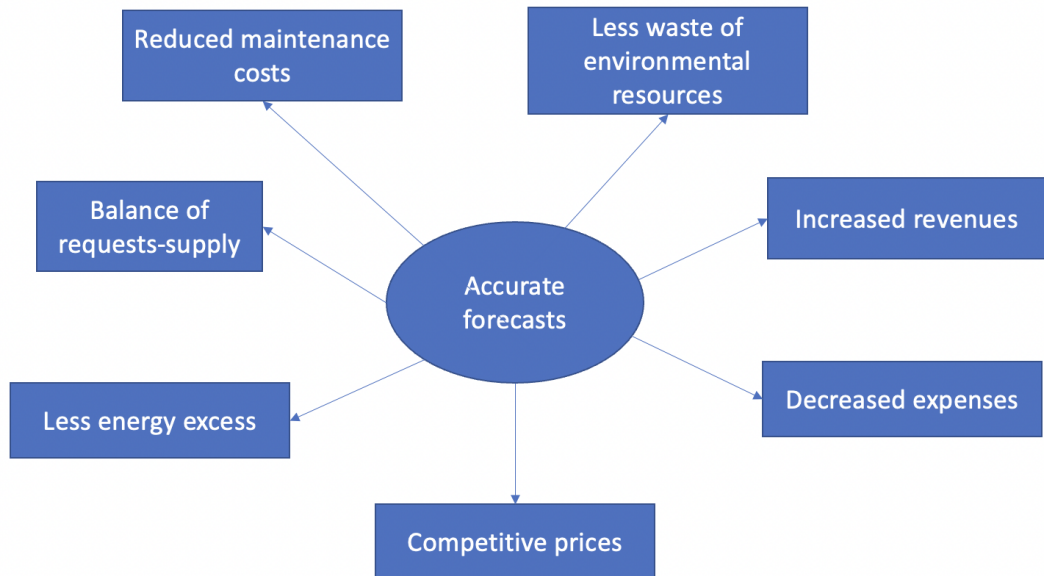 Reduced maintenance
costs
Less waste of
environmental
resources
Balance of
requests-supply
Increased revenues
Accurate
forecasts
Less energy excess
Decreased expenses
Competitive prices